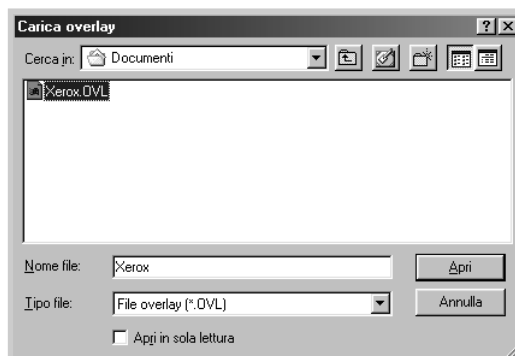 Carica overlay
Cerca in: Documenti
Xerox.OVL
Nome file: Xerox Apri
Tipo file: File overlay (*.OVL) Annulla
Apri in sola lettura